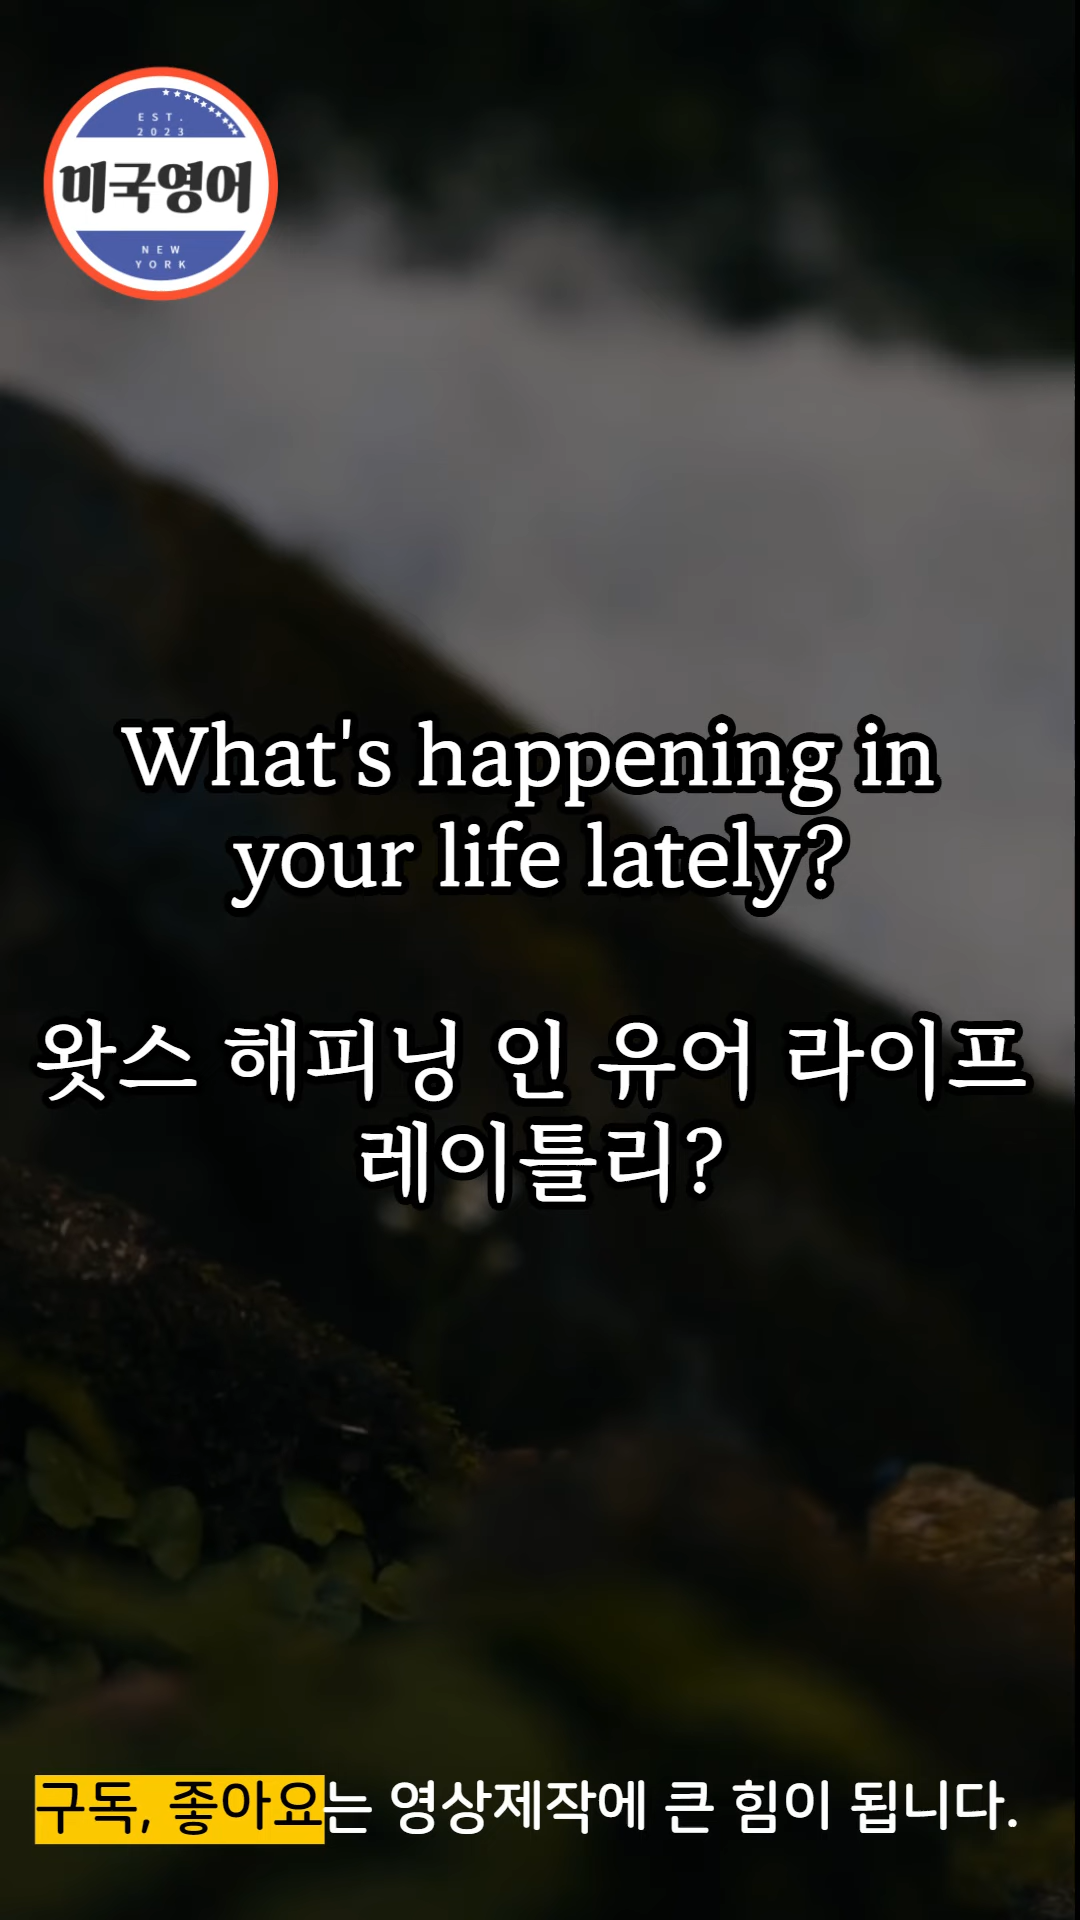 EST.
2023
미국영어
NEW
YORK
What's happening in
your life lately?
왓스 해피닝 인 유어 라이프
레이틀리?
구독, 좋아요는 영상제작에 큰 힘이 됩니다.